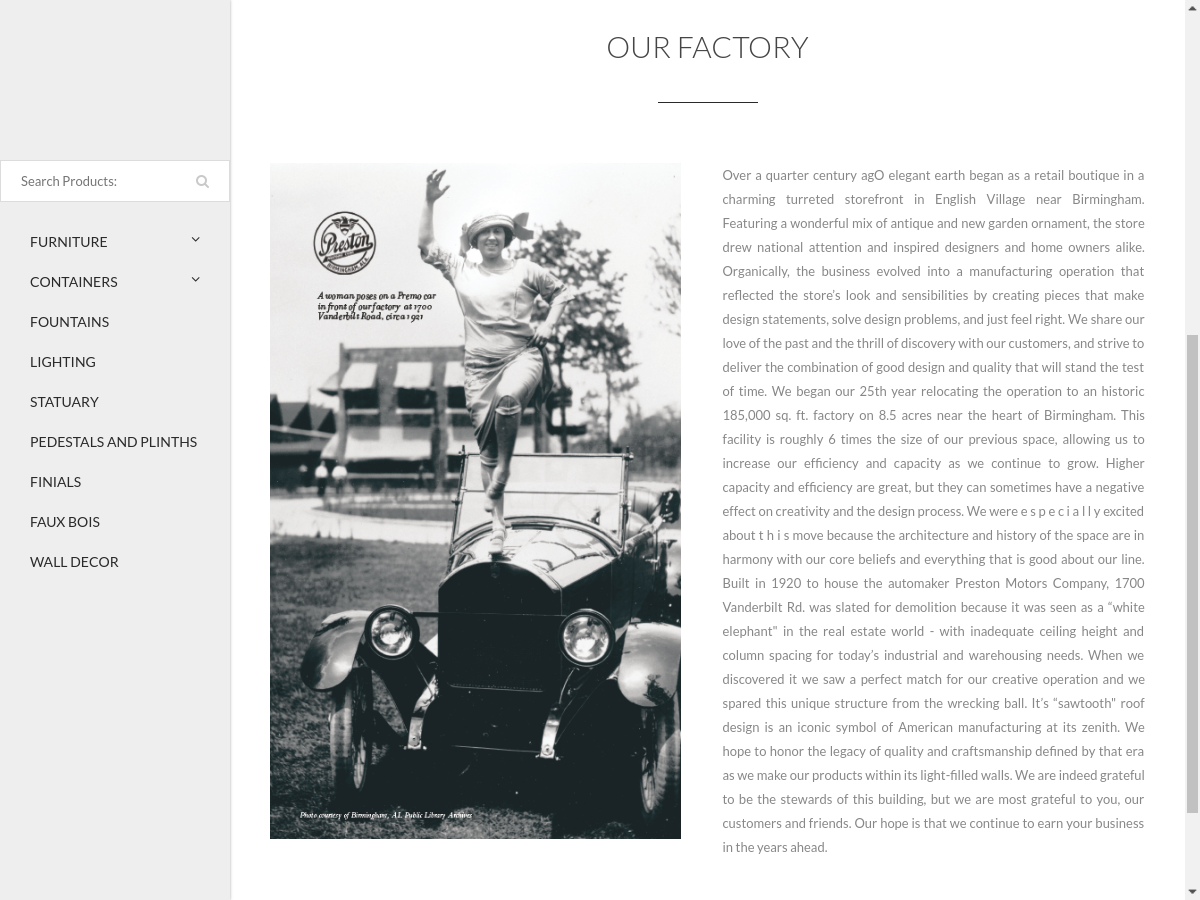 OUR FACTORY
Search Products:
FURNITURE
CONTAINERS
FOUNTAINS
LIGHTING
STATUARY
PEDESTALS AND PLINTHS
FINIALS
FAUX BOIS
WALL DECOR
Preston
BIRMINGHAM, ALA.
A woman poses on a Premo car
in front of our factory at 1700
Vanderbilt Road, circa 1921
Photo courtesy of Birmingham, AL Public Library Archives
Over a quarter century agO elegant earth began as a retail boutique in a
charming turreted storefront in English Village near Birmingham.
Featuring a wonderful mix of antique and new garden ornament, the store
drew national attention and inspired designers and home owners alike.
Organically, the business evolved into a manufacturing operation that
reflected the store's look and sensibilities by creating pieces that make
design statements, solve design problems, and just feel right. We share our
love of the past and the thrill of discovery with our customers, and strive to
deliver the combination of good design and quality that will stand the test
of time. We began our 25th year relocating the operation to an historic
185,000 sq. ft. factory on 8.5 acres near the heart of Birmingham. This
facility is roughly 6 times the size of our previous space, allowing us to
increase our efficiency and capacity as we continue to grow. Higher
capacity and efficiency are great, but they can sometimes have a negative
effect on creativity and the design process. We were e s p e c i a l l y excited
about t h i s move because the architecture and history of the space are in
harmony with our core beliefs and everything that is good about our line.
Built in 1920 to house the automaker Preston Motors Company, 1700
Vanderbilt Rd. was slated for demolition because it was seen as a “white
elephant“ in the real estate world - with inadequate ceiling height and
column spacing for today’s industrial and warehousing needs. When we
discovered it we saw a perfect match for our creative operation and we
spared this unique structure from the wrecking ball. It’s “sawtooth” roof
design is an iconic symbol of American manufacturing at its zenith. We
hope to honor the legacy of quality and craftsmanship defined by that era
as we make our products within its light-filled walls. We are indeed grateful
to be the stewards of this building, but we are most grateful to you, our
customers and friends. Our hope is that we continue to earn your business
in the years ahead.